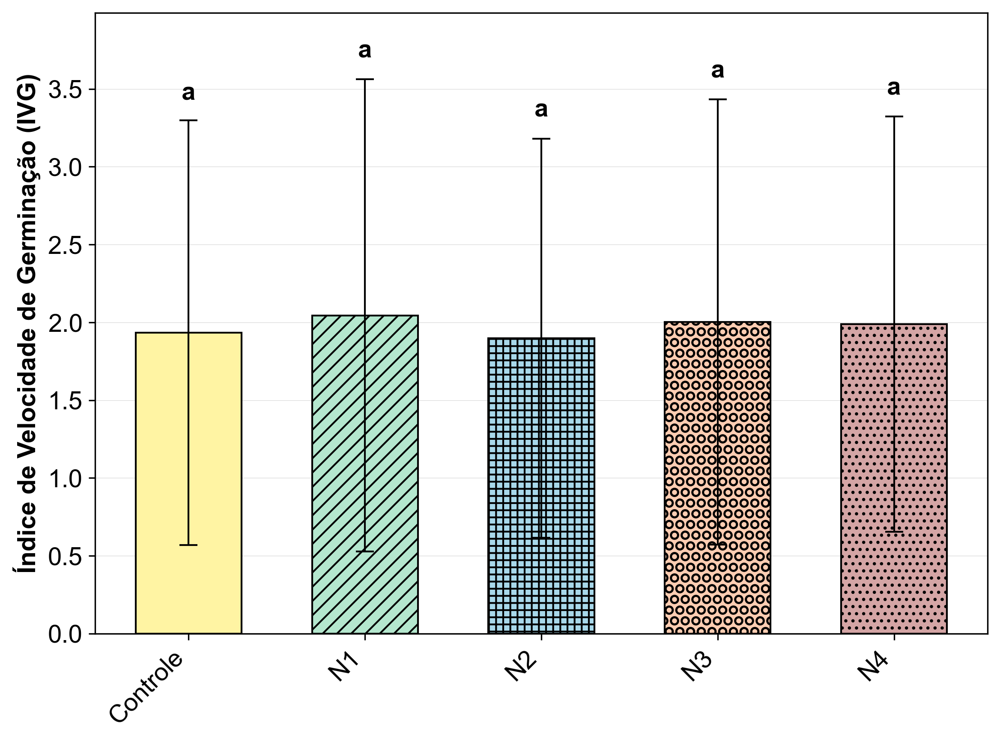 Índice de Velocidade de Germinação (IVG)
3.5
3.0
2.5
2.0
1.5
1.0
0.5
0.0
a
a
a
a
a
Controle
N1
N2
N3
N4